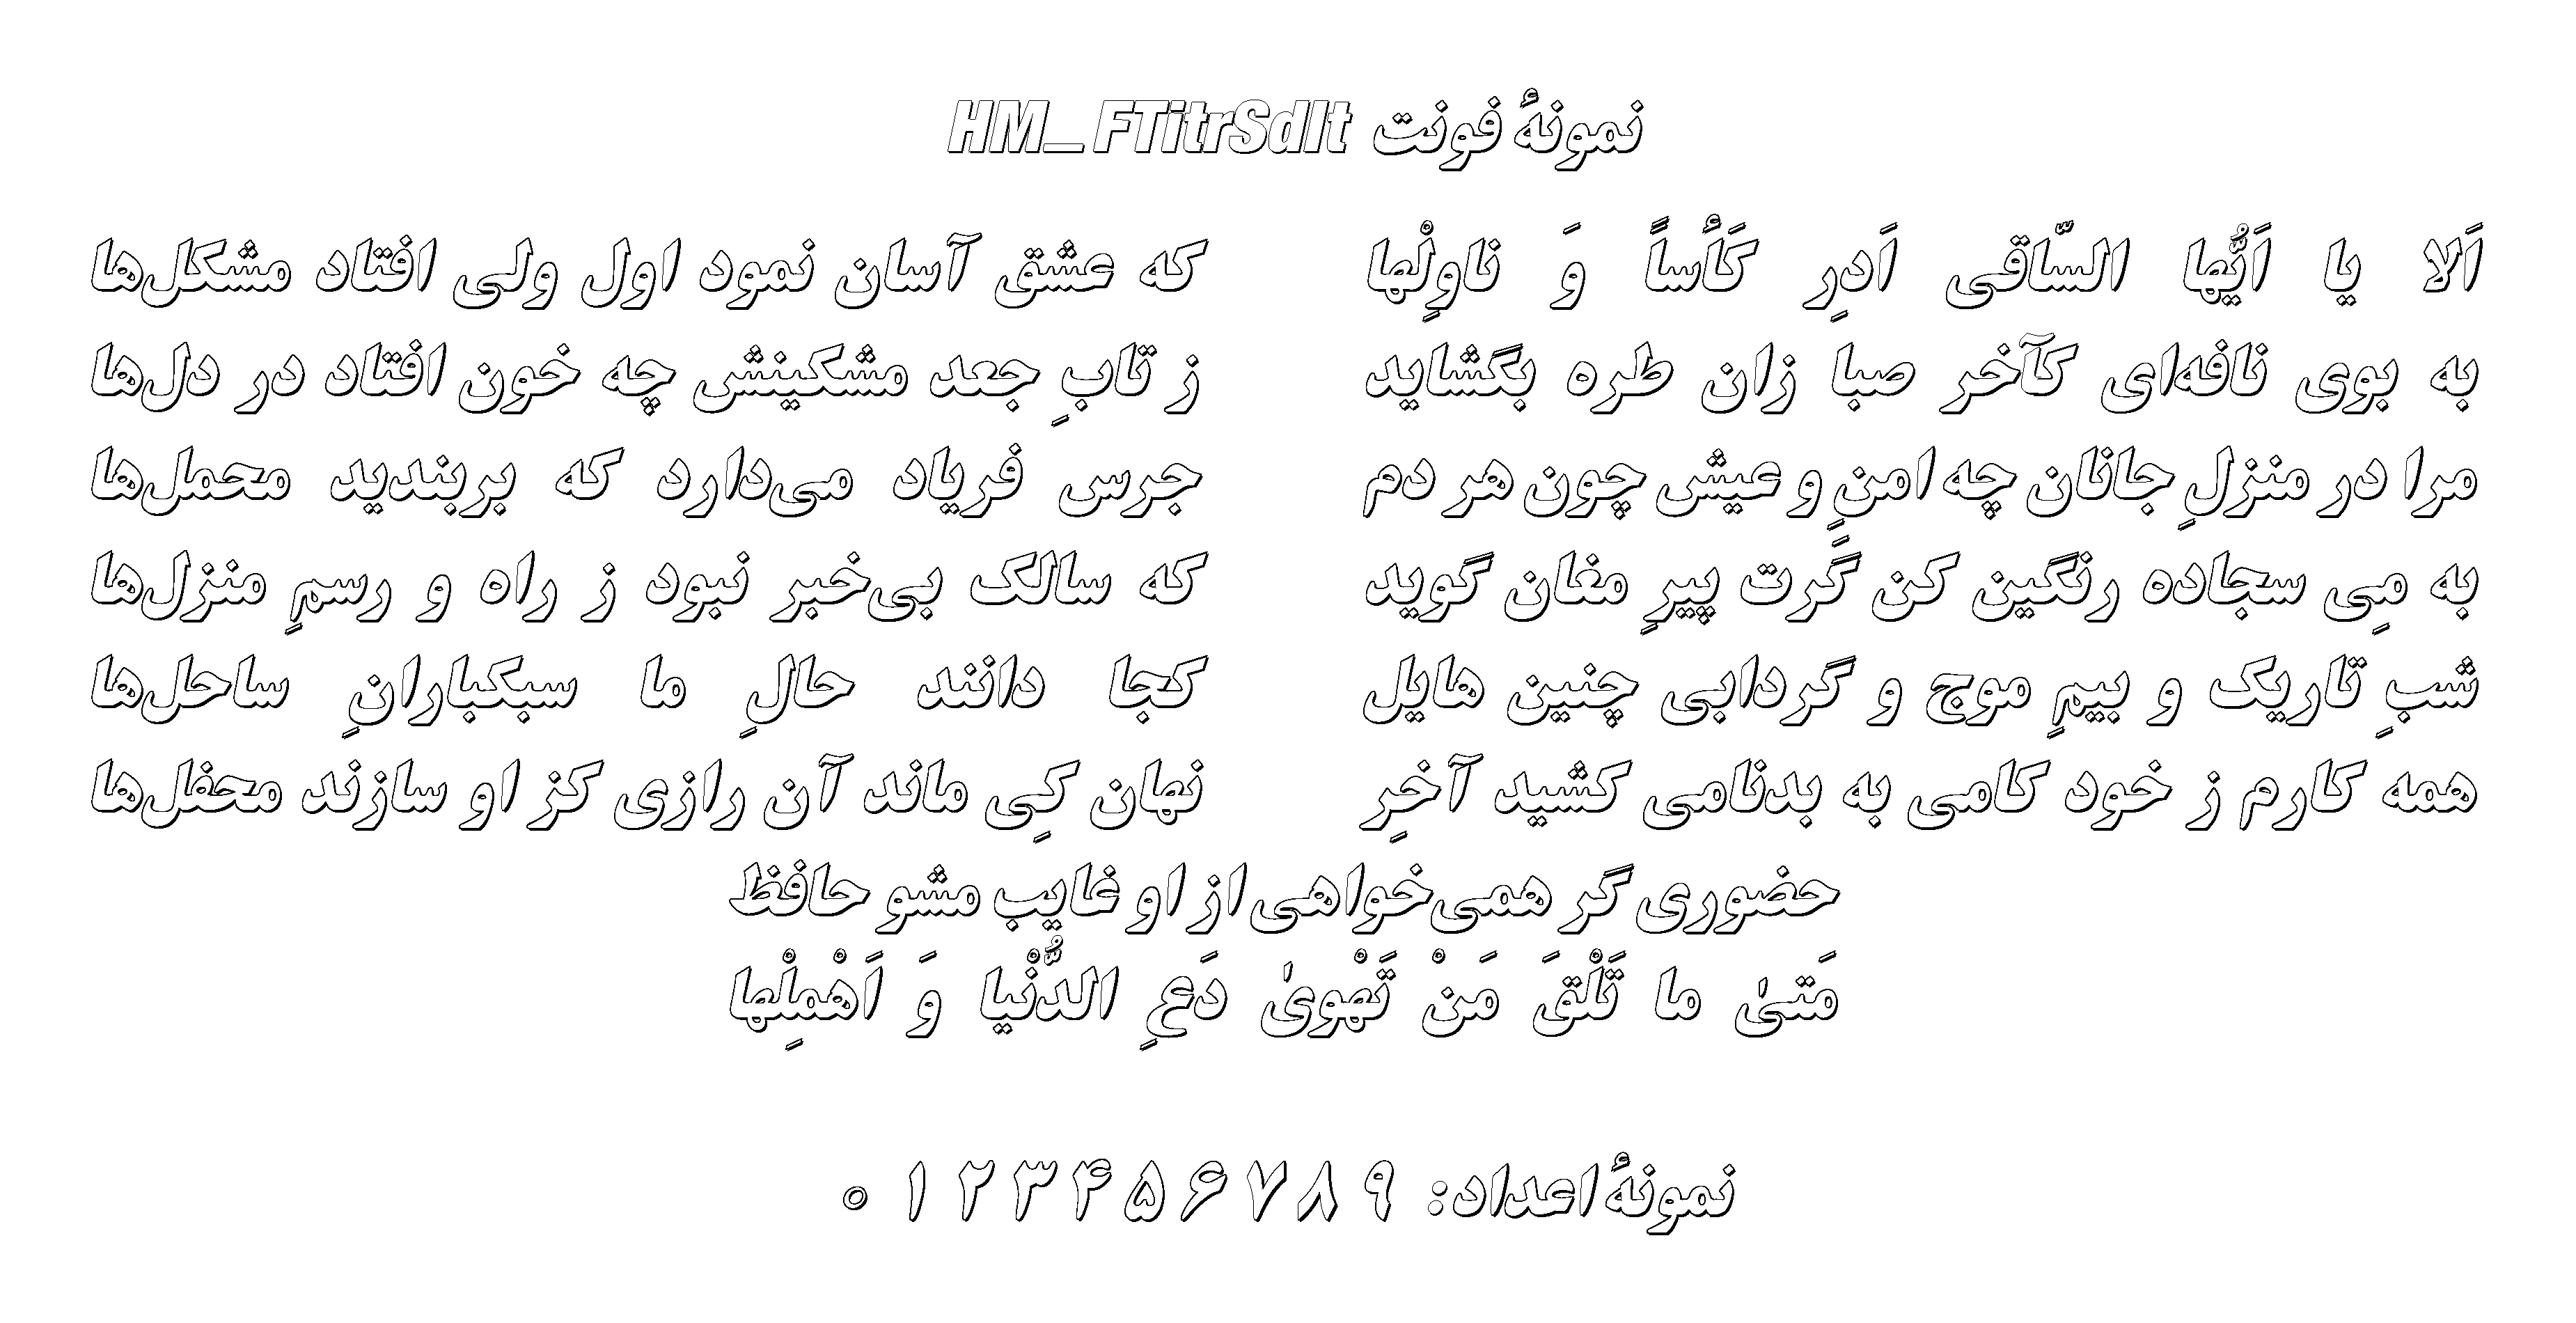 نمونهٔ فونت HM_FTitrSdIt
اَلا یا اَیُّها السّاقی اَدرِ کَأساً وَ ناوِلْها که عشق آسان نمود اول ولی افتاد مشکل‌ها
به بوی نافه‌ای کآخر صبا زان طره بگشاید ز تابِ جعد مشکینش چه خون افتاد در دل‌ها
مرا در منزلِ جانان چه امنِ و عیش چون هر دم جرس فریاد می‌دارد که بربندید محمل‌ها
به مِی سجاده رنگین کن گَرت پیرِ مغان گوید که سالک بی‌خبر نبود ز راه و رسمِ منزل‌ها
شبِ تاریک و بیمِ موج و گردابی چنین هایل کجا دانند حالِ ما سبکبارانِ ساحل‌ها
همه کارم ز خود کامی به بدنامی کشید آخرِ نهان کِی ماند آن رازی کز او سازند محفل‌ها
حضوری گر همی‌خواهی از او غایب مشو حافظ
مَتیٰ ما تَلْقَ مَنْ تَهْویٰ دَعِ الدُّنْیا وَ اَهْمِلْها
نمونهٔ اعداد: ۹ ۸ ۷ ۶ ۵ ۴ ۳ ۲ ۱ ۰